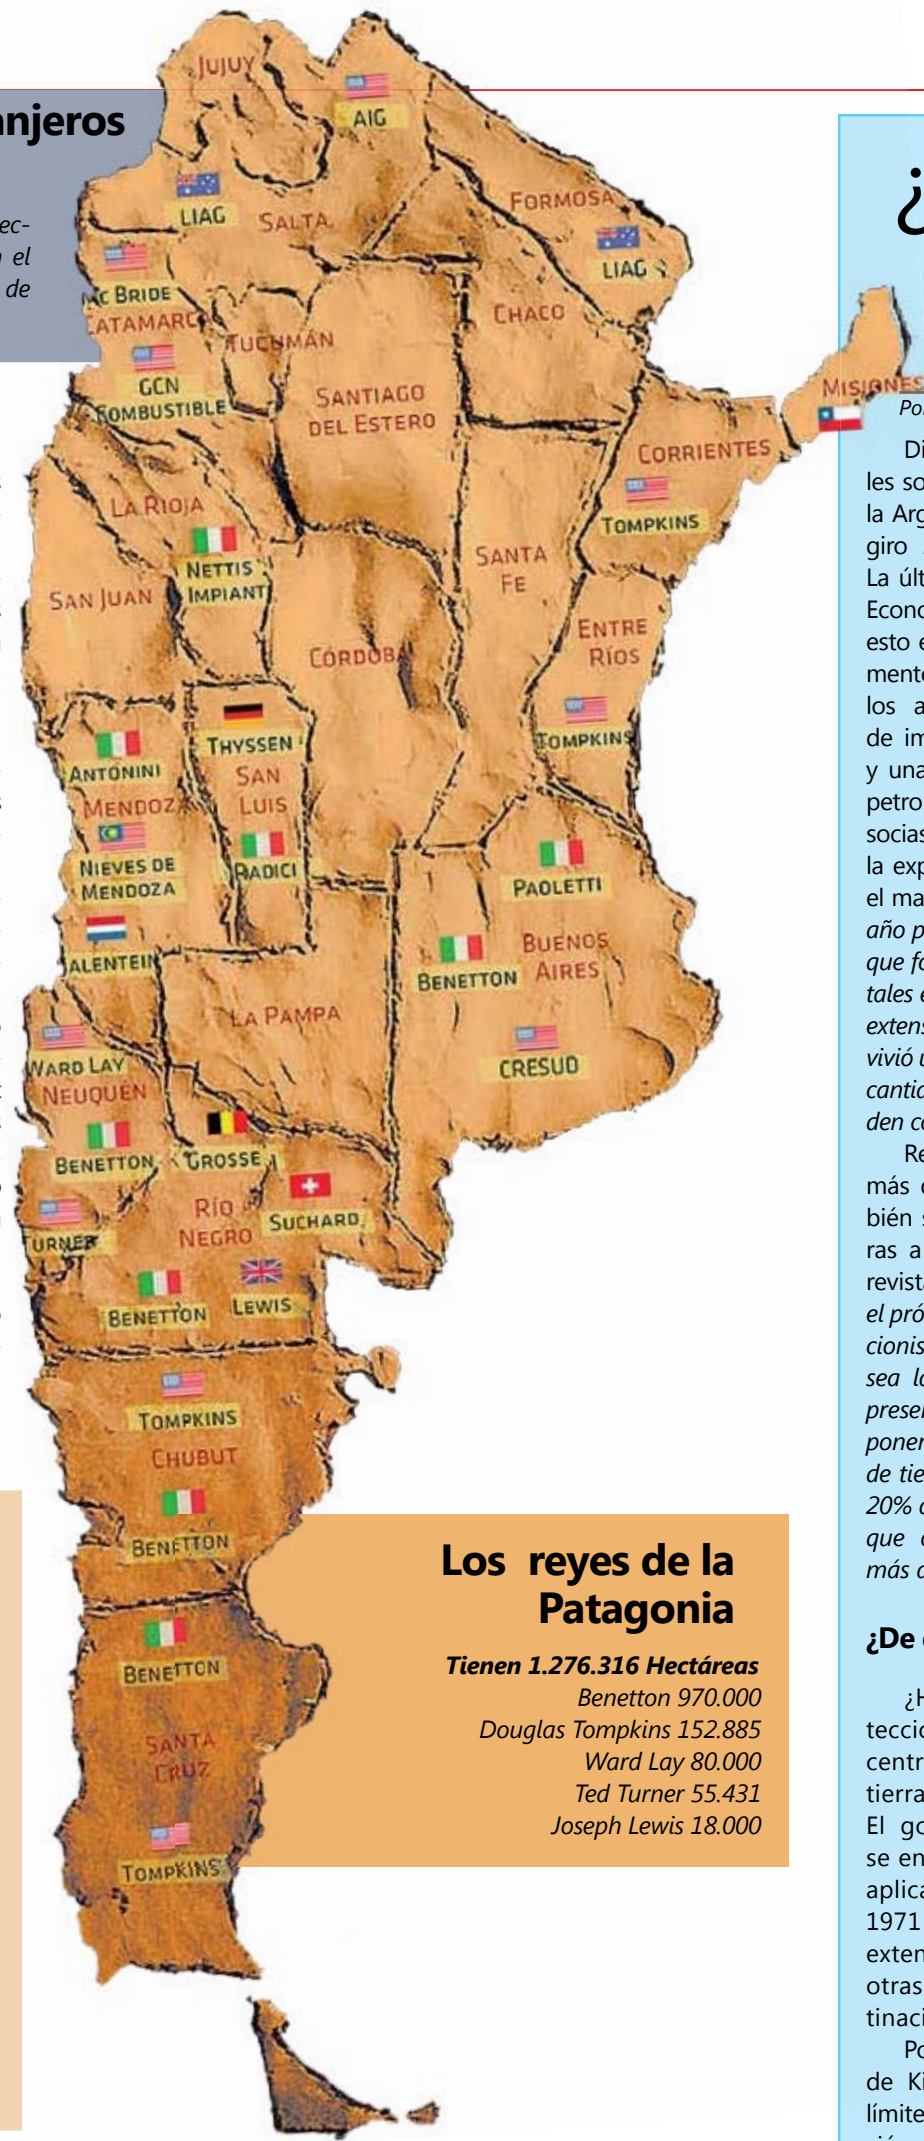 anjeros
ec-
el
de
JUJUY
AIG
LIAG
SALTA
FORMOSA
LIAG
MC BRIDE
CATAMARCA
TUCUMÁN
CHACO
GCN
COMBUSTIBLE
SANTIAGO
DEL ESTERO
MISIONES
CORRIENTES
TOMPKINS
LA RIOJA
NETTIS
IMPIANT
SAN JUAN
SANTA
FE
CÓRDOBA
ENTRE
RÍOS
TOMPKINS
THYSSEN
SAN
LUIS
RADICI
ANTONINI
MENDOZA
NIEVES DE
MENDOZA
SALENTEIN
PAOLETTI
BUENOS
AIRES
BENETTON
CRESUD
LA PAMPA
WARD LAY
NEUQUÉN
BENETTON
GROSSE
TURNER
RÍO
NEGRO
SUCHARD
BENETTON
LEWIS
TOMPKINS
CHUBUT
BENETTON
BENETTON
SANTA
CRUZ
TOMPKINS
Los reyes de la
Patagonia
Tienen 1.276.316 Hectáreas
Benetton 970.000
Douglas Tompkins 152.885
Ward Lay 80.000
Ted Turner 55.431
Joseph Lewis 18.000
¿
Po
Di
les so
la Arg
giro
La últ
Econo
esto e
mento
los a
de im
y una
petro
socias
la exp
el ma
año p
que fo
tales e
extens
vivió u
cantid
den co
Re
más d
bién s
ras a
revista
el pró
cionis
sea la
preser
poner
de tie
20% d
que
más d
¿De
¿H
tecció
centr
tierra
El go
se en
aplica
1971
exten
otras
tinaci
Po
de Ki
límite